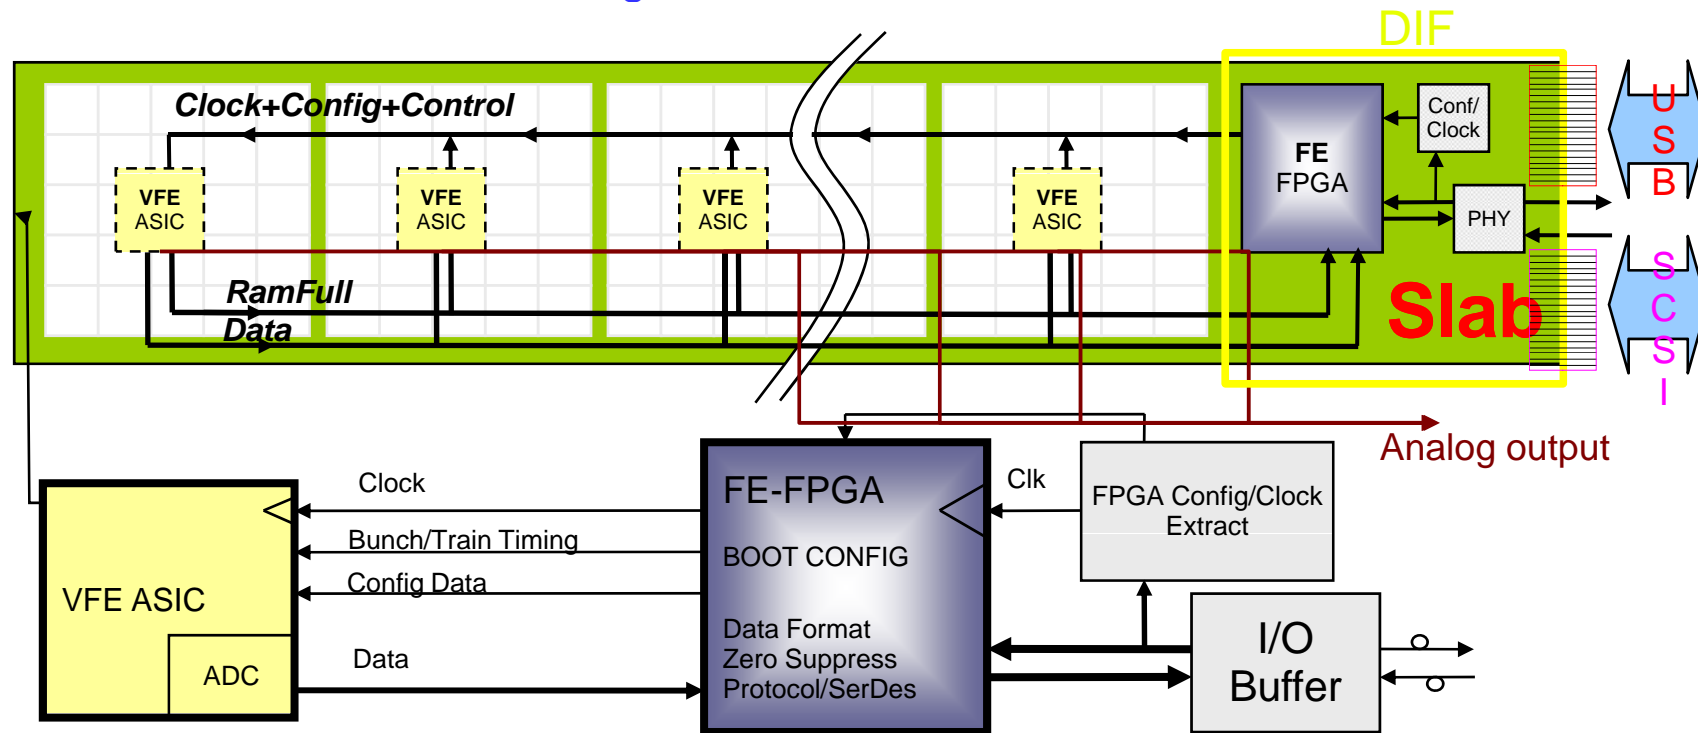 DIF
Clock+Config+Control
VFE
ASIC
VFE
ASIC
VFE
ASIC
VFE
ASIC
FE
FPGA
Conf/
Clock
PHY
USB
SCSI
RamFull
Data
Slab
Analog output
VFE ASIC
ADC
Clock
Bunch/Train Timing
Config Data
Data
FE-FPGA
BOOT CONFIG
Data Format
Zero Suppress
Protocol/SerDes
Clk
FPGA Config/Clock
Extract
I/O
Buffer